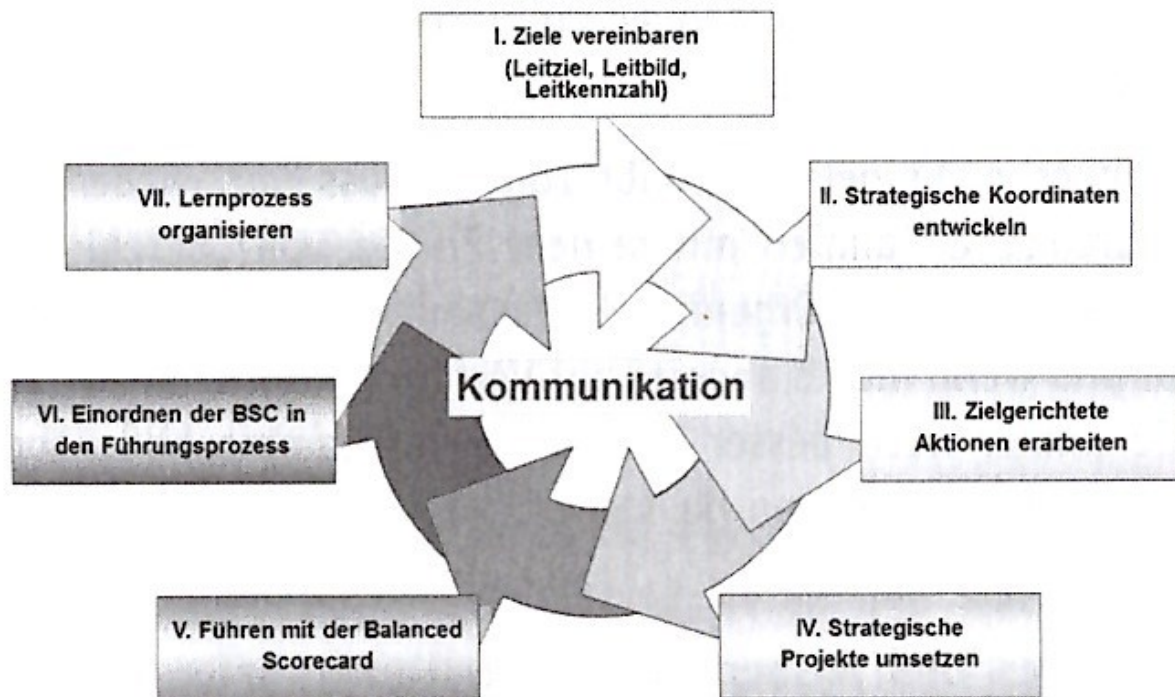 I. Ziele vereinbaren
(Leitziel, Leitbild,
Leitkennzahl)
II. Strategische Koordinaten
entwickeln
III. Zielgerichtete
Aktionen erarbeiten
IV. Strategische
Projekte umsetzen
V. Führen mit der Balanced
Scorecard
VI. Einordnen der BSC in
den Führungsprozess
VII. Lernprozess
organisieren
Kommunikation